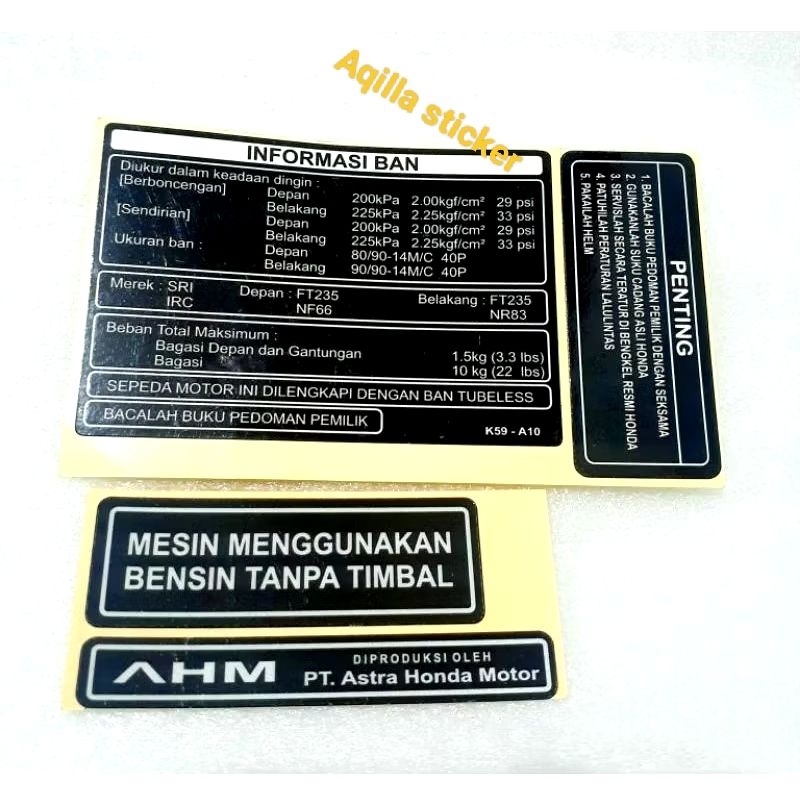 Aqilla sticker
INFORMASI BAN
Diukur dalam keadaan dingin :
[Berboncengan] Depan 200kPa 2.00kgf/cm² 29 psi
Belakang 225kPa 2.25kgf/cm² 33 psi
[Sendirian] Depan 200kPa 2.00kgf/cm² 29 psi
Belakang 225kPa 2.25kgf/cm² 33 psi
Ukuran ban : Depan 80/90-14M/C 40P
Belakang 90/90-14M/C 40P
Merek : SRI Depan : FT235 Belakang : FT235
IRC NF66 NR83
Beban Total Maksimum :
Bagasi Depan dan Gantungan 1.5kg (3.3 lbs)
Bagasi 10 kg (22 lbs)
SEPEDA MOTOR INI DILENGKAPI DENGAN BAN TUBELESS
BACALAH BUKU PEDOMAN PEMILIK
K59 - A10
PENTING
1. BACALAH BUKU PEDOMAN PEMILIK DENGAN SEKSAMA
2. GUNAKANLAH SUKU CADANG ASLI HONDA
3. SERVISLAH SECARA TERATUR DI BENGKEL RESMI HONDA
4. PATUHILAH PERATURAN LALULINTAS
5. PAKAILAH HELM
MESIN MENGGUNAKAN
BENSIN TANPA TIMBAL
AHM
DIPRODUKSI OLEH
PT. Astra Honda Motor